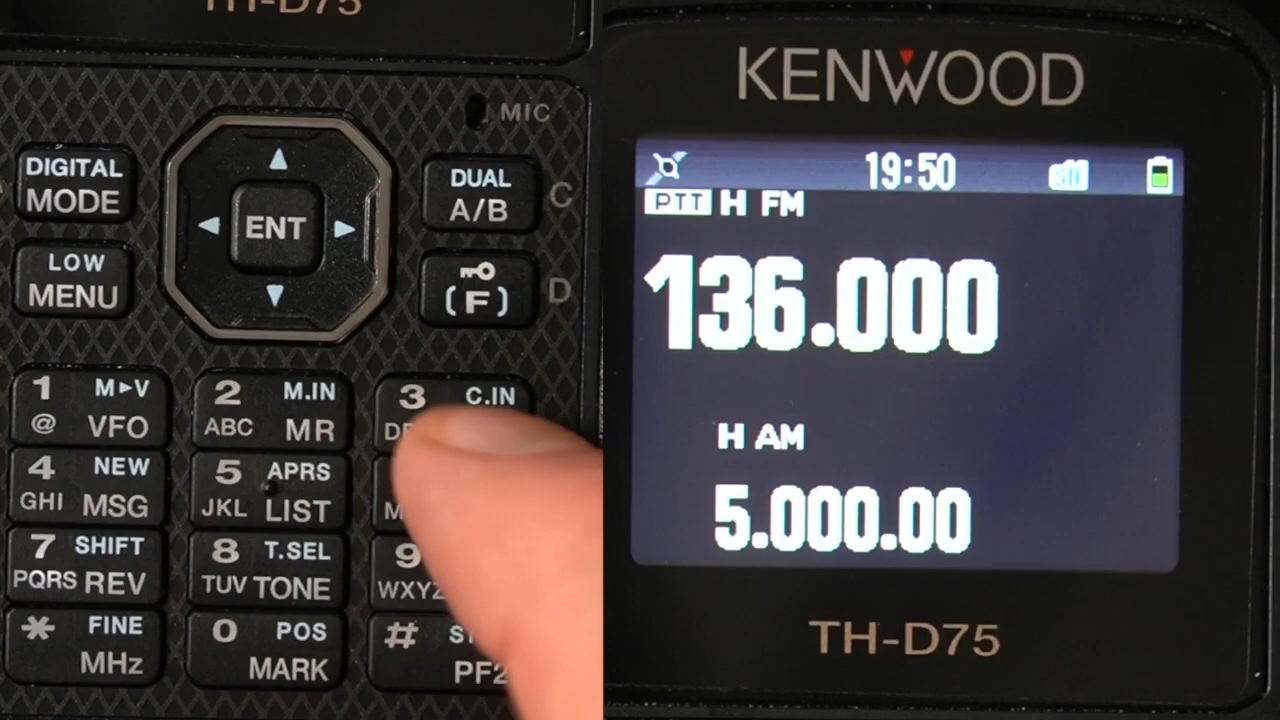 TH-D75
MIC
DIGITAL
MODE
DUAL
A/B
C
ENT
LOW
MENU
(F)
D
1 M▶V
@ VFO
2 M.IN
ABC MR
3 C.IN
4 NEW
GHI MSG
5 APRS
JKL LIST
7 SHIFT
PQRS REV
8 T.SEL
TUV TONE
9
WXYZ
* FINE
MHz
0 POS
MARK
#
PF2
KENWOOD
19:50
PTT H FM
136.000
H AM
5.000.00
TH-D75